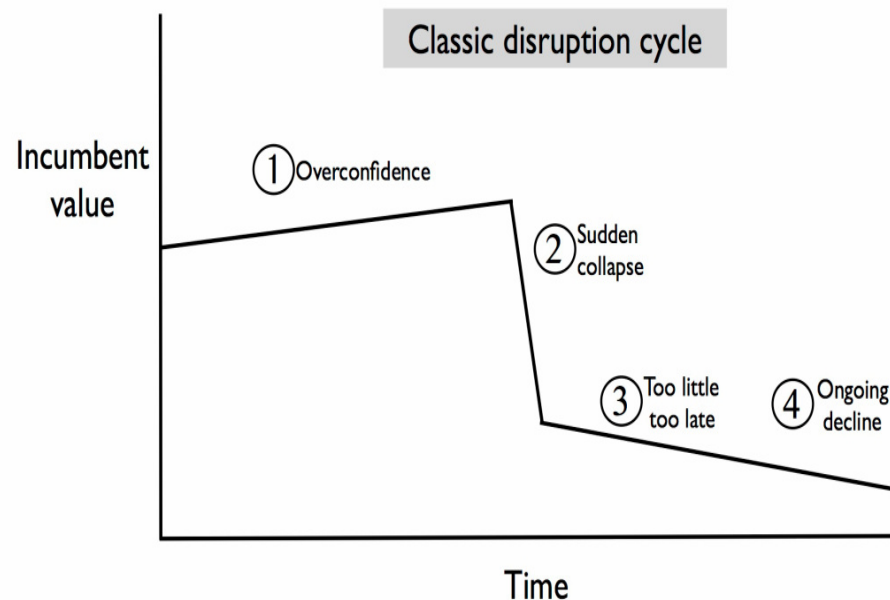 Classic disruption cycle
Incumbent
value
1 Overconfidence
2 Sudden
collapse
3 Too little
too late
4 Ongoing
decline
Time